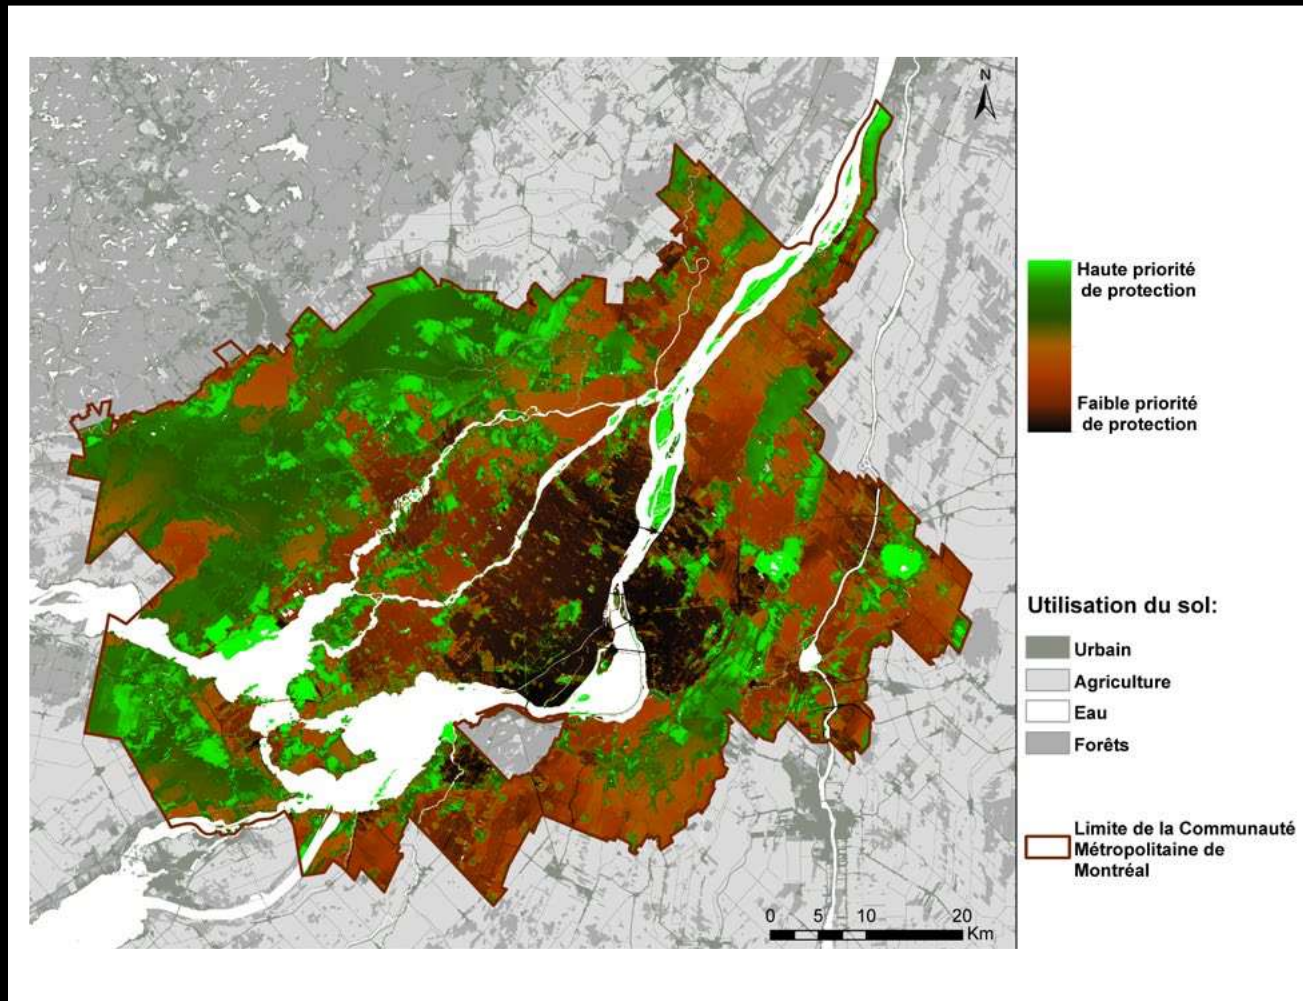 N
Haute priorité
de protection
Faible priorité
de protection
Utilisation du sol:
Urbain
Agriculture
Eau
Forêts
Limite de la Communauté
Métropolitaine de
Montréal
0 5 10 20
Km